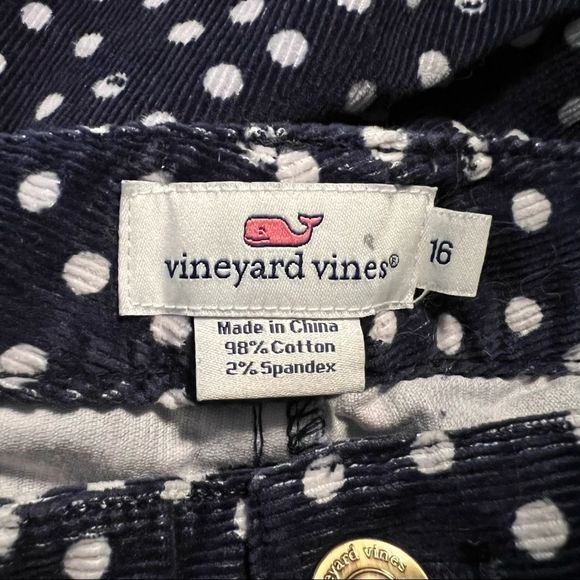 vineyard vines®
16
Made in China
98% Cotton
2% Spandex
vineyard vines